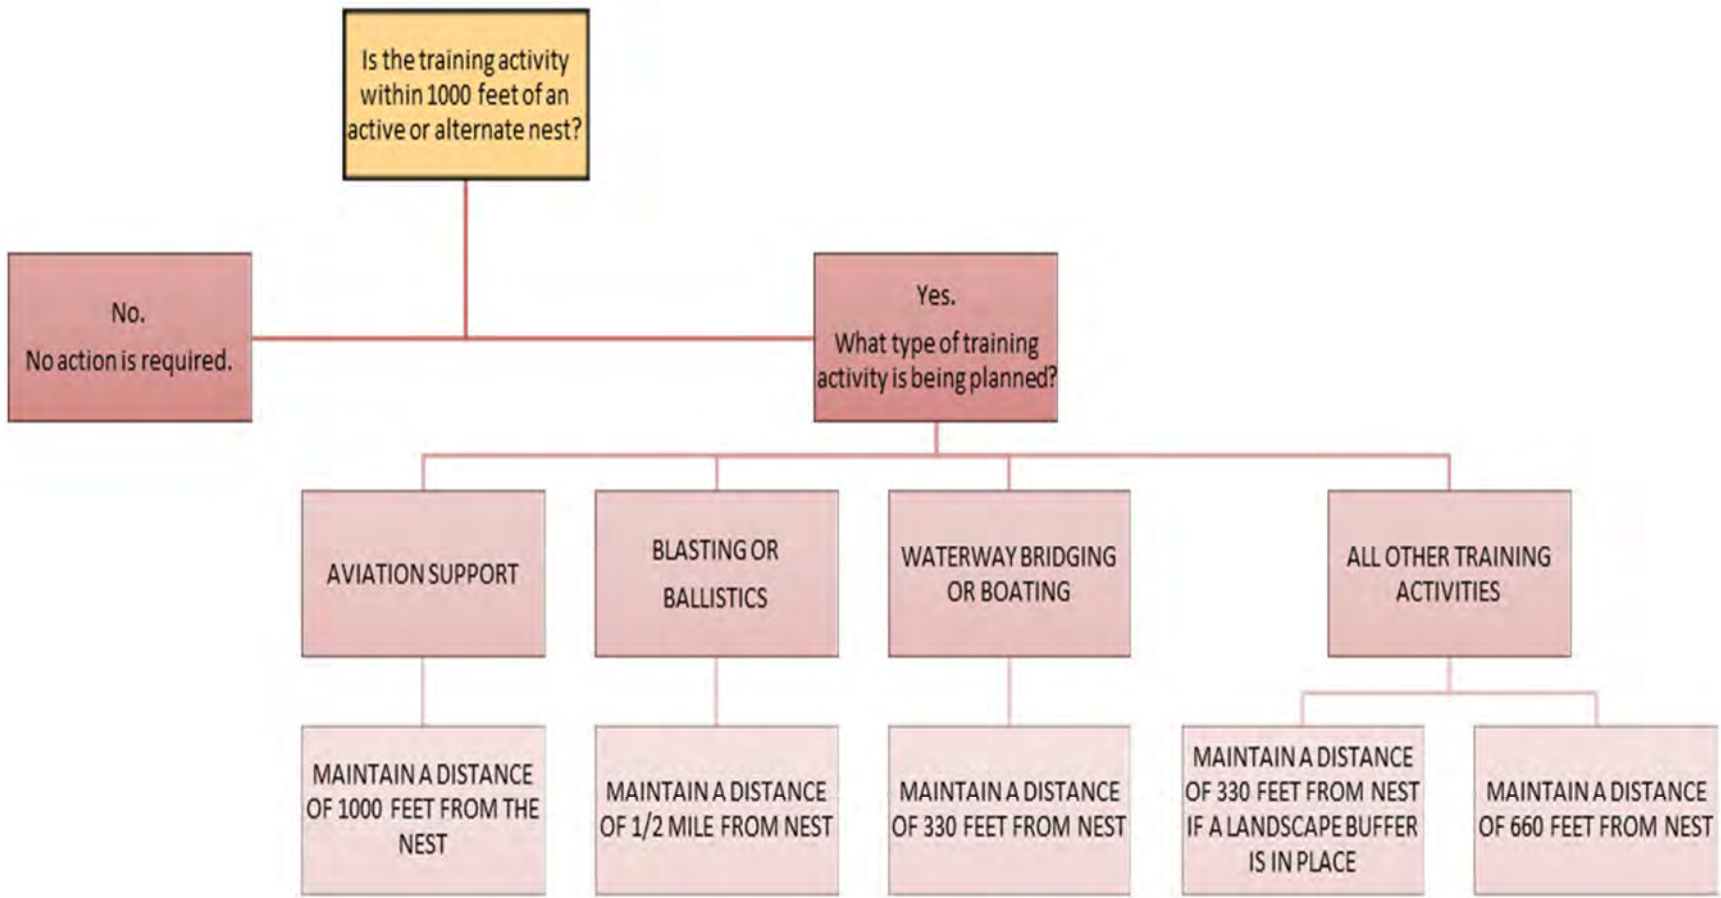 Is the training activity
within 1000 feet of an
active or alternate nest?
No.
No action is required.
Yes.
What type of training
activity is being planned?
AVIATION SUPPORT
BLASTING OR
BALLISTICS
WATERWAY BRIDGING
OR BOATING
ALL OTHER TRAINING
ACTIVITIES
MAINTAIN A DISTANCE
OF 1000 FEET FROM THE
NEST
MAINTAIN A DISTANCE
OF 1/2 MILE FROM NEST
MAINTAIN A DISTANCE
OF 330 FEET FROM NEST
MAINTAIN A DISTANCE
OF 330 FEET FROM NEST
IF A LANDSCAPE BUFFER
IS IN PLACE
MAINTAIN A DISTANCE
OF 660 FEET FROM NEST